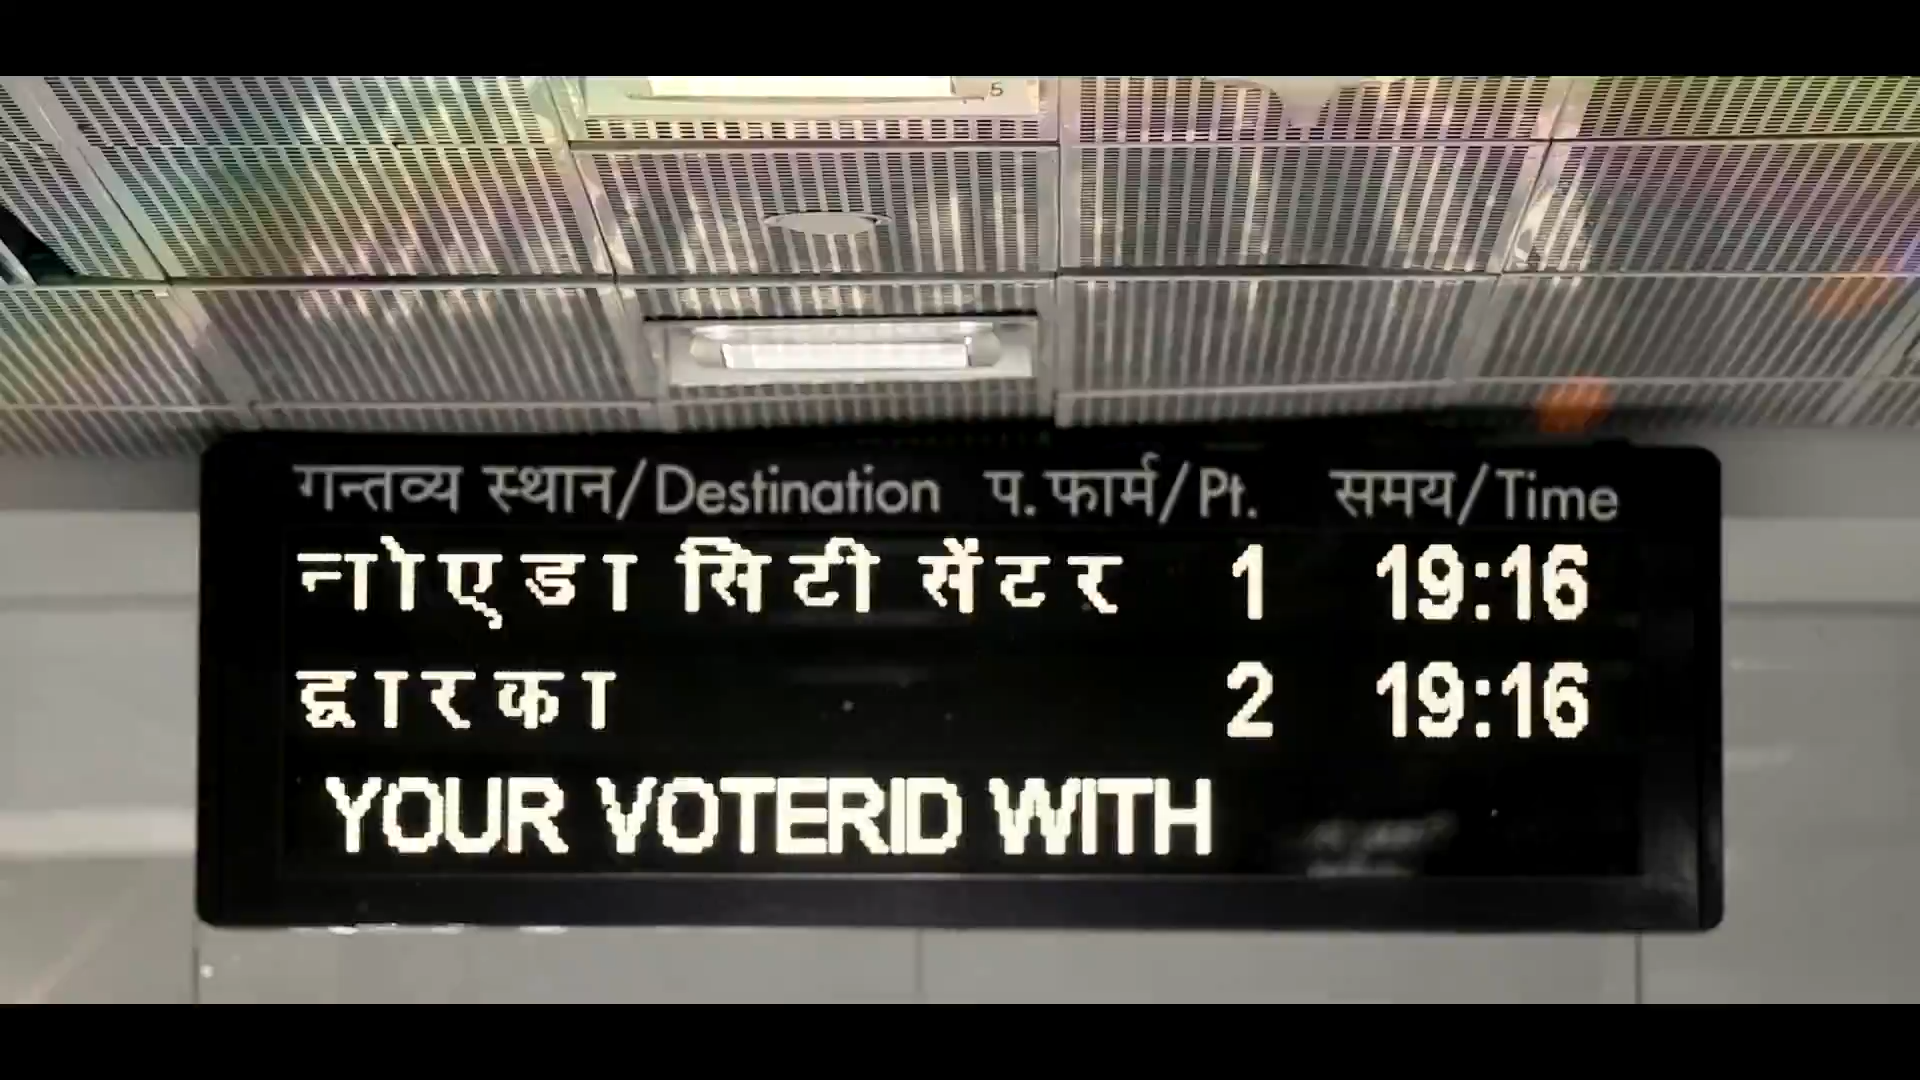 गन्तव्य स्थान/Destination प.फार्म/Pt. समय/Time
नोएडा सिटी सेंटर 1 19:16
द्वारका 2 19:16
YOUR VOTERID WITH